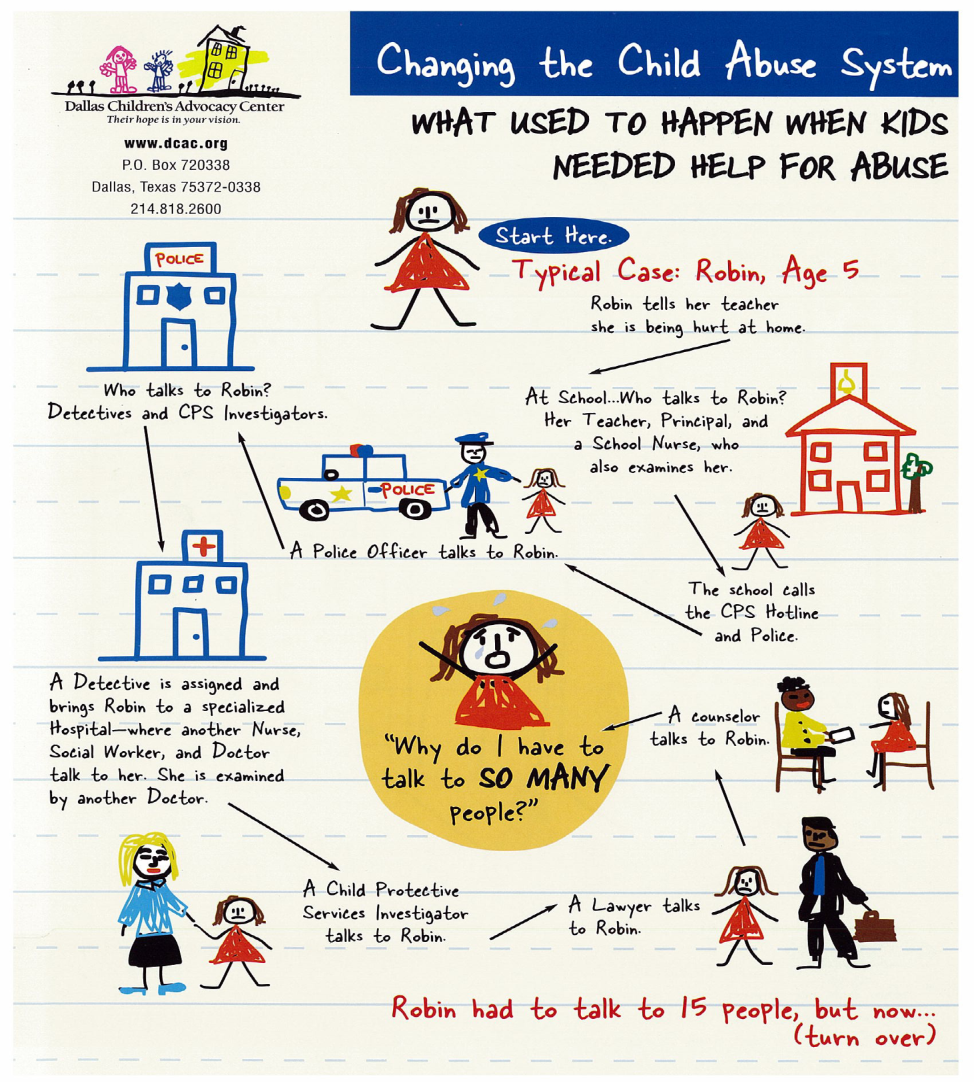 Changing the Child Abuse System
WHAT USED TO HAPPEN WHEN KIDS
NEEDED HELP FOR ABUSE
Dallas Children's Advocacy Center
Their hope is in your vision.
www.dcac.org
P.O. Box 720338
Dallas, Texas 75372-0338
214.818.2600
Start Here.
Typical Case: Robin, Age 5
Robin tells her teacher
she is being hurt at home.
At School...Who talks to Robin?
Her Teacher, Principal, and
a School Nurse, who
also examines her.
The school calls
the CPS Hotline
and Police.
POLICE
A Police Officer talks to Robin.
POLICE
Who talks to Robin?
Detectives and CPS Investigators.
A Detective is assigned and
brings Robin to a specialized
Hospital—where another Nurse,
Social Worker, and Doctor
talk to her. She is examined
by another Doctor.
A Child Protective
Services Investigator
talks to Robin.
A Lawyer talks
to Robin.
A counselor
talks to Robin.
"Why do I have to
talk to SO MANY
people?"
Robin had to talk to 15 people, but now...
(turn over)